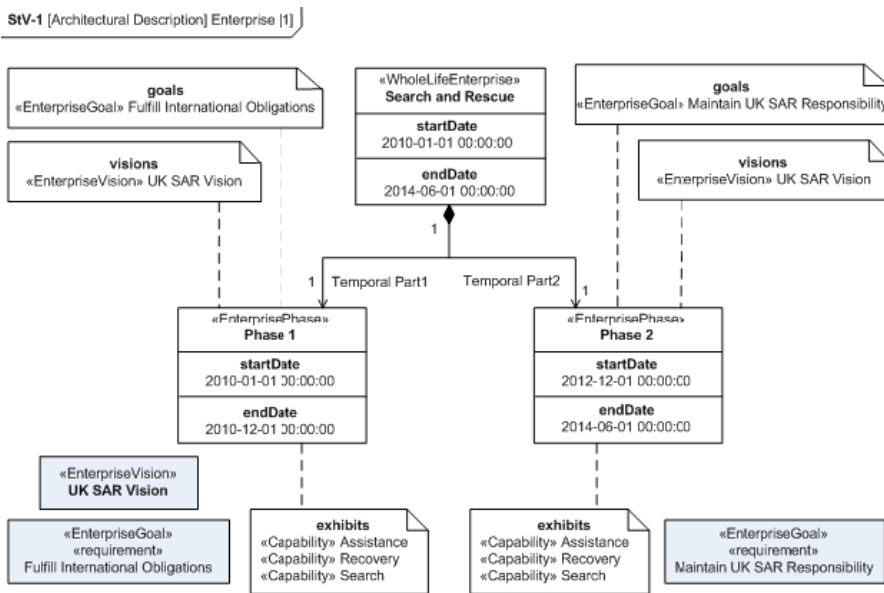 StV-1 [Architectural Description] Enterprise [1]
goals
«EnterpriseGoal» Fulfill International Obligations
visions
«EnterpriseVision» UK SAR Vision
«WholeLifeEnterprise»
Search and Rescue
startDate
2010-01-01 00:00:00
endDate
2014-06-01 00:00:00
goals
«EnterpriseGoal» Maintain UK SAR Responsibility
visions
«EnterpriseVision» UK SAR Vision
1
1
Temporal Part1
Temporal Part2
1
«EnterprisePhase»
Phase 1
startDate
2010-01-01 00:00:00
endDate
2010-12-01 00:00:00
«EnterprisePhase»
Phase 2
startDate
2012-12-01 00:00:00
endDate
2014-06-01 00:00:00
«EnterpriseVision»
UK SAR Vision
«EnterpriseGoal»
«requirement»
Fulfill International Obligations
exhibits
«Capability» Assistance
«Capability» Recovery
«Capability» Search
exhibits
«Capability» Assistance
«Capability» Recovery
«Capability» Search
«EnterpriseGoal»
«requirement»
Maintain UK SAR Responsibility